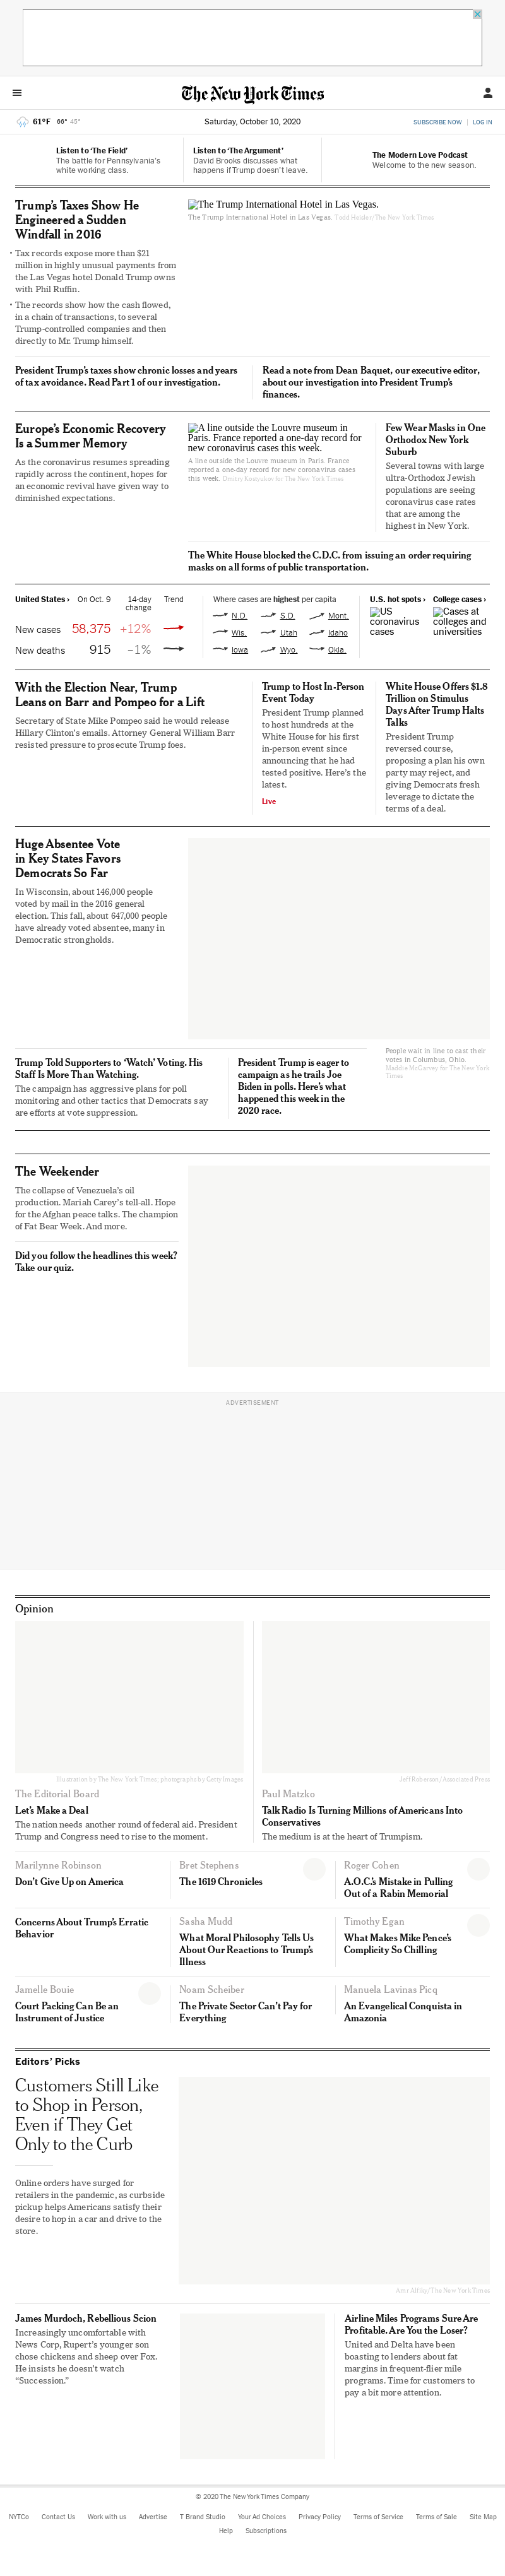 The New York Times
61°F 66° 45°
Saturday, October 10, 2020
SUBSCRIBE NOW
LOG IN
Listen to ‘The Field’
The battle for Pennsylvania’s
white working class.
Listen to ‘The Argument’
David Brooks discusses what
happens if Trump doesn’t leave.
The Modern Love Podcast
Welcome to the new season.
Trump’s Taxes Show He
Engineered a Sudden
Windfall in 2016
• Tax records expose more than $21
million in highly unusual payments from
the Las Vegas hotel Donald Trump owns
with Phil Ruffin.
• The records show how the cash flowed,
in a chain of transactions, to several
Trump-controlled companies and then
directly to Mr. Trump himself.
The Trump International Hotel in Las Vegas.
The Trump International Hotel in Las Vegas. Todd Heisler/The New York Times
President Trump’s taxes show chronic losses and years
of tax avoidance. Read Part 1 of our investigation.
Read a note from Dean Baquet, our executive editor,
about our investigation into President Trump’s
finances.
Europe’s Economic Recovery
Is a Summer Memory
As the coronavirus resumes spreading
rapidly across the continent, hopes for
an economic revival have given way to
diminished expectations.
A line outside the Louvre museum in
Paris. France reported a one-day record for
new coronavirus cases this week.
A line outside the Louvre museum in Paris. France
reported a one-day record for new coronavirus cases
this week. Dmitry Kostyukov for The New York Times
Few Wear Masks in One
Orthodox New York
Suburb
Several towns with large
ultra-Orthodox Jewish
populations are seeing
coronavirus case rates
that are among the
highest in New York.
The White House blocked the C.D.C. from issuing an order requiring
masks on all forms of public transportation.
United States › On Oct. 9 14-day
change Trend
New cases 58,375 +12%
New deaths 915 –1%
Where cases are highest per capita
N.D. S.D. Mont.
Wis. Utah Idaho
Iowa Wyo. Okla.
U.S. hot spots ›
US
coronavirus
cases
College cases ›
Cases at
colleges and
universities
With the Election Near, Trump
Leans on Barr and Pompeo for a Lift
Secretary of State Mike Pompeo said he would release
Hillary Clinton’s emails. Attorney General William Barr
resisted pressure to prosecute Trump foes.
Trump to Host In-Person
Event Today
President Trump planned
to host hundreds at the
White House for his first
in-person event since
announcing that he had
tested positive. Here’s the
latest.
Live
White House Offers $1.8
Trillion on Stimulus
Days After Trump Halts
Talks
President Trump
reversed course,
proposing a plan his own
party may reject, and
giving Democrats fresh
leverage to dictate the
terms of a deal.
Huge Absentee Vote
in Key States Favors
Democrats So Far
In Wisconsin, about 146,000 people
voted by mail in the 2016 general
election. This fall, about 647,000 people
have already voted absentee, many in
Democratic strongholds.
People wait in line to cast their
votes in Columbus, Ohio.
Maddie McGarvey for The New York
Times
Trump Told Supporters to ‘Watch’ Voting. His
Staff Is More Than Watching.
The campaign has aggressive plans for poll
monitoring and other tactics that Democrats say
are efforts at vote suppression.
President Trump is eager to
campaign as he trails Joe
Biden in polls. Here’s what
happened this week in the
2020 race.
The Weekender
The collapse of Venezuela’s oil
production. Mariah Carey’s tell-all. Hope
for the Afghan peace talks. The champion
of Fat Bear Week. And more.
Did you follow the headlines this week?
Take our quiz.
ADVERTISEMENT
Opinion
Illustration by The New York Times; photographs by Getty Images
The Editorial Board
Let’s Make a Deal
The nation needs another round of federal aid. President
Trump and Congress need to rise to the moment.
Jeff Roberson/Associated Press
Paul Matzko
Talk Radio Is Turning Millions of Americans Into
Conservatives
The medium is at the heart of Trumpism.
Marilynne Robinson
Don’t Give Up on America
Bret Stephens
The 1619 Chronicles
Roger Cohen
A.O.C.’s Mistake in Pulling
Out of a Rabin Memorial
Concerns About Trump’s Erratic
Behavior
Sasha Mudd
What Moral Philosophy Tells Us
About Our Reactions to Trump’s
Illness
Timothy Egan
What Makes Mike Pence’s
Complicity So Chilling
Jamelle Bouie
Court Packing Can Be an
Instrument of Justice
Noam Scheiber
The Private Sector Can’t Pay for
Everything
Manuela Lavinas Picq
An Evangelical Conquista in
Amazonia
Editors’ Picks
Customers Still Like
to Shop in Person,
Even if They Get
Only to the Curb
Online orders have surged for
retailers in the pandemic, as curbside
pickup helps Americans satisfy their
desire to hop in a car and drive to the
store.
Amr Alfiky/The New York Times
James Murdoch, Rebellious Scion
Increasingly uncomfortable with
News Corp, Rupert’s younger son
chose chickens and sheep over Fox.
He insists he doesn’t watch
“Succession.”
Airline Miles Programs Sure Are
Profitable. Are You the Loser?
United and Delta have been
boasting to lenders about fat
margins in frequent-flier mile
programs. Time for customers to
pay a bit more attention.
© 2020 The New York Times Company
NYTCo Contact Us Work with us Advertise T Brand Studio Your Ad Choices Privacy Policy Terms of Service Terms of Sale Site Map
Help Subscriptions